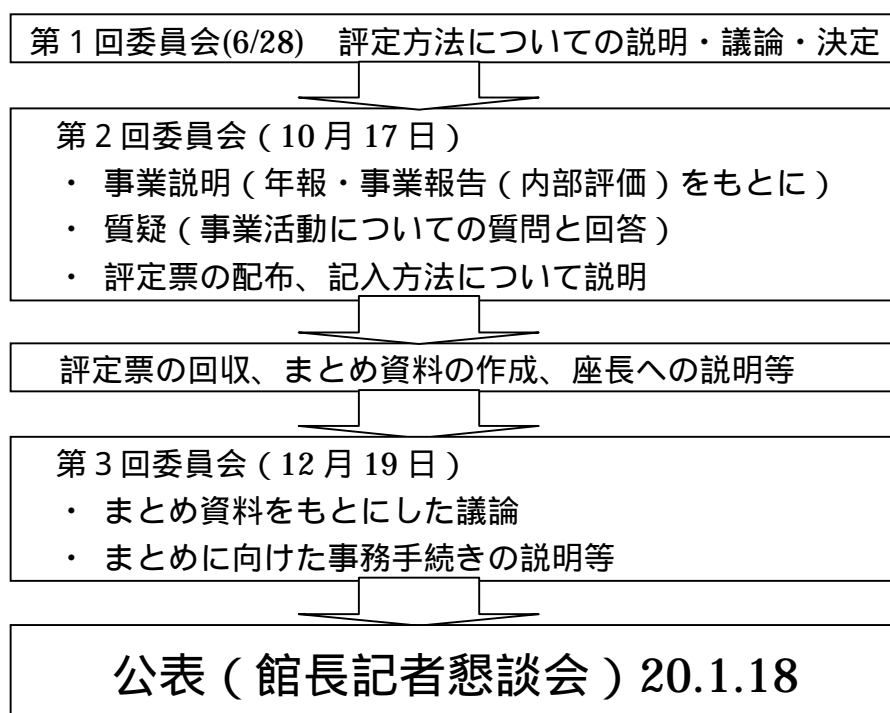 第1回委員会(6/28)　評定方法についての説明・議論・決定
第2回委員会（10月17日）
・ 事業説明（年報・事業報告（内部評価）をもとに）
・ 質疑（事業活動についての質問と回答）
・ 評定票の配布、記入方法について説明
評定票の回収、まとめ資料の作成、座長への説明等
第3回委員会（12月19日）
・ まとめ資料をもとにした議論
・ まとめに向けた事務手続きの説明等
公表（館長記者懇談会）20.1.18